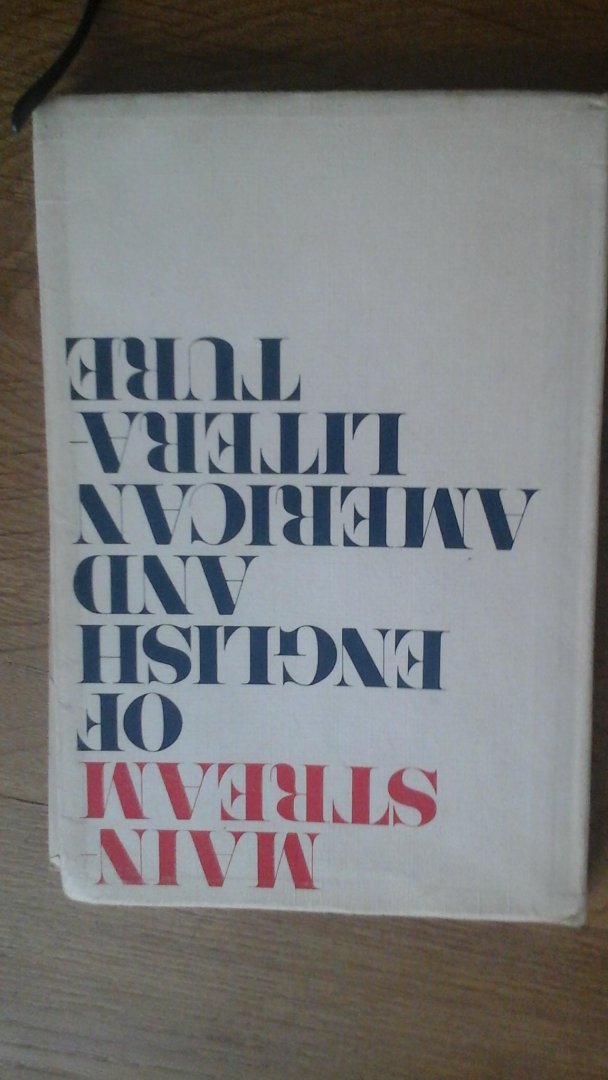 MAIN-
STREAM
OF
ENGLISH
AND
AMERICAN
LITERA-
TURE